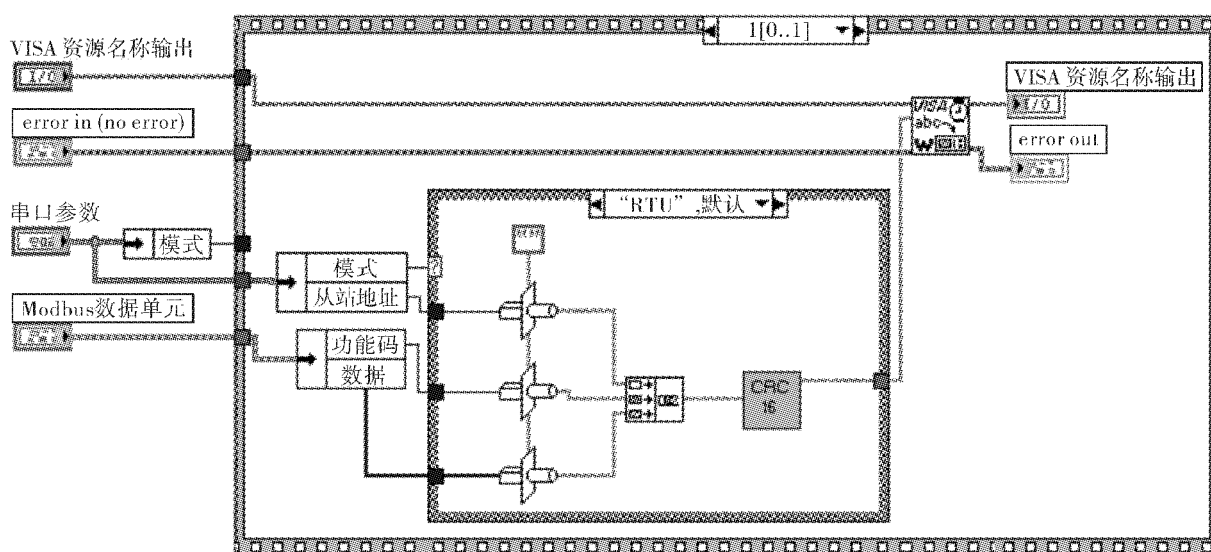 1[0..1]
VISA 资源名称输出
I/O
VISA 资源名称输出
I/O
error in (no error)
VISA
abc
W
error out
串口参数
模式
"RTU",默认
模式
从站地址
Modbus数据单元
功能码
数据
CRC
16